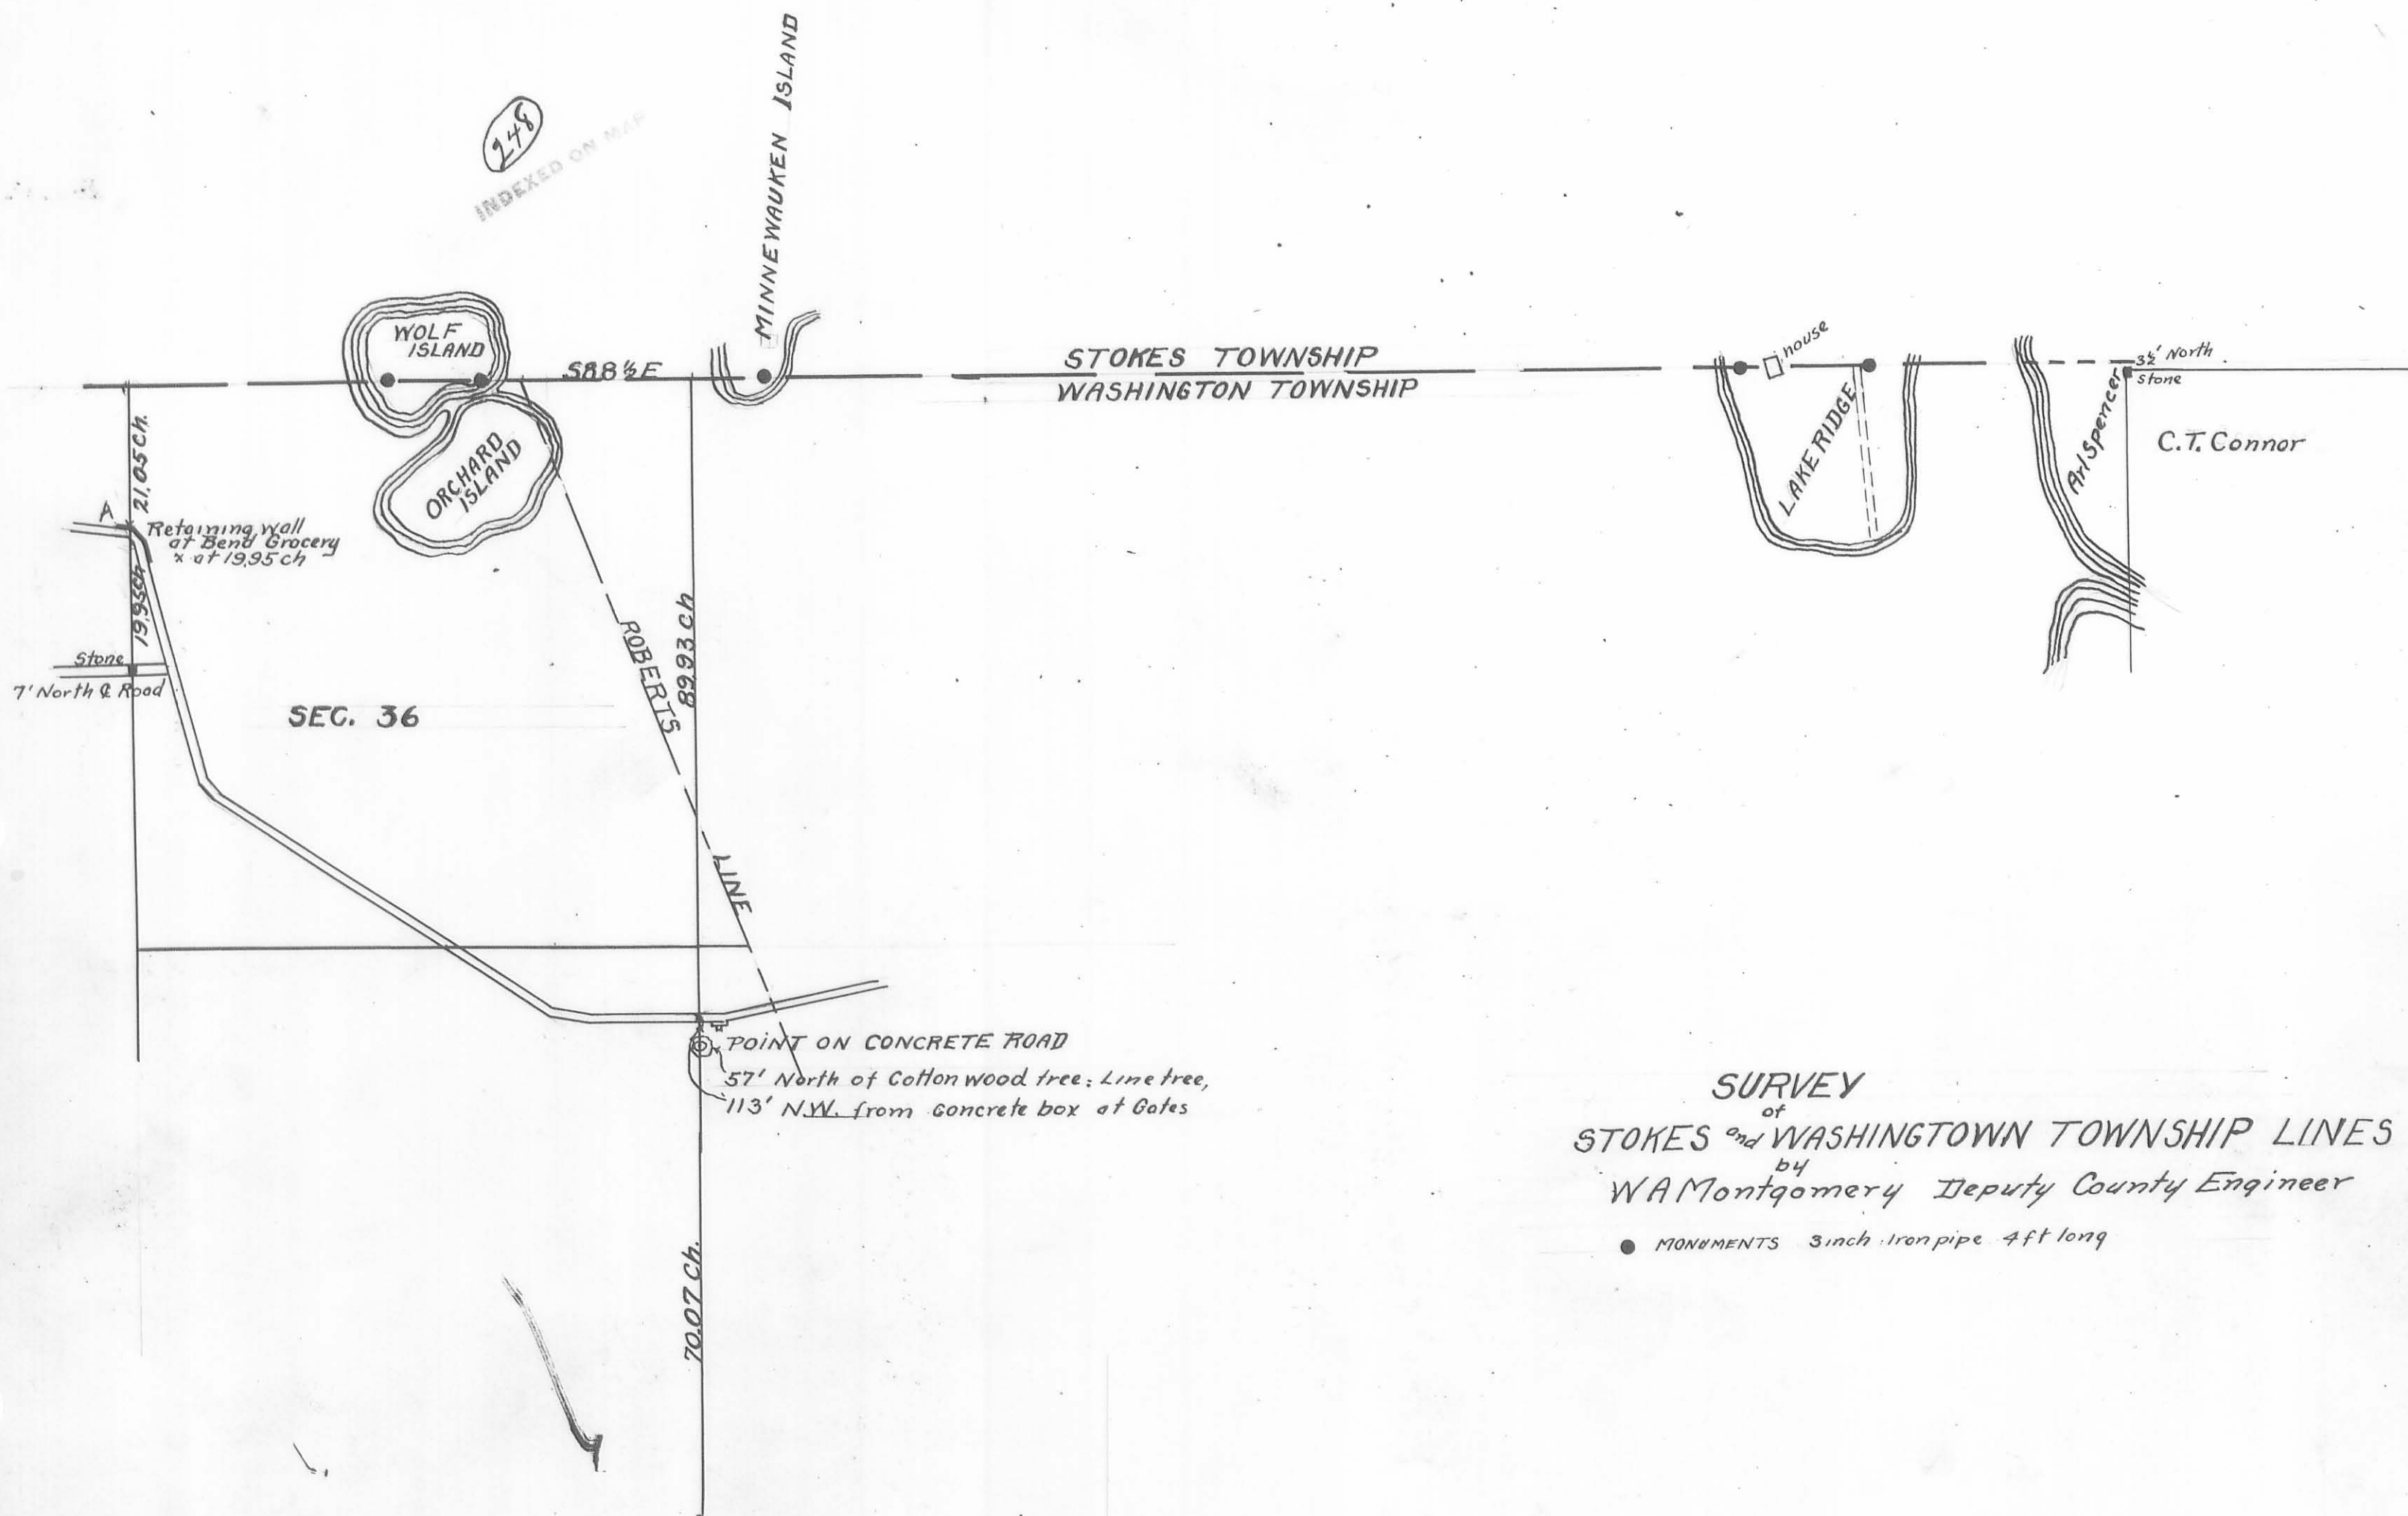 248
INDEXED ON MAP
MINNEWAUKEN ISLAND
WOLF
ISLAND
S88½E
STOKES TOWNSHIP
WASHINGTON TOWNSHIP
house
3½' North
Stone
LAKE RIDGE
Arl Spencer
C.T. Connor
21.05 Ch.
ORCHARD
ISLAND
A
Retaining Wall
at Bend Grocery
x at 19.95 ch
19.95 Ch
Stone
7' North ℄ Road
SEC. 36
ROBERTS
LINE
89.93 Ch
POINT ON CONCRETE ROAD
57' North of Cottonwood tree; Line tree,
113' N.W. from concrete box at Gates
70.07 Ch.
SURVEY
of
STOKES and WASHINGTOWN TOWNSHIP LINES
by
WA Montgomery Deputy County Engineer
MONUMENTS 3 inch Iron pipe 4 ft long